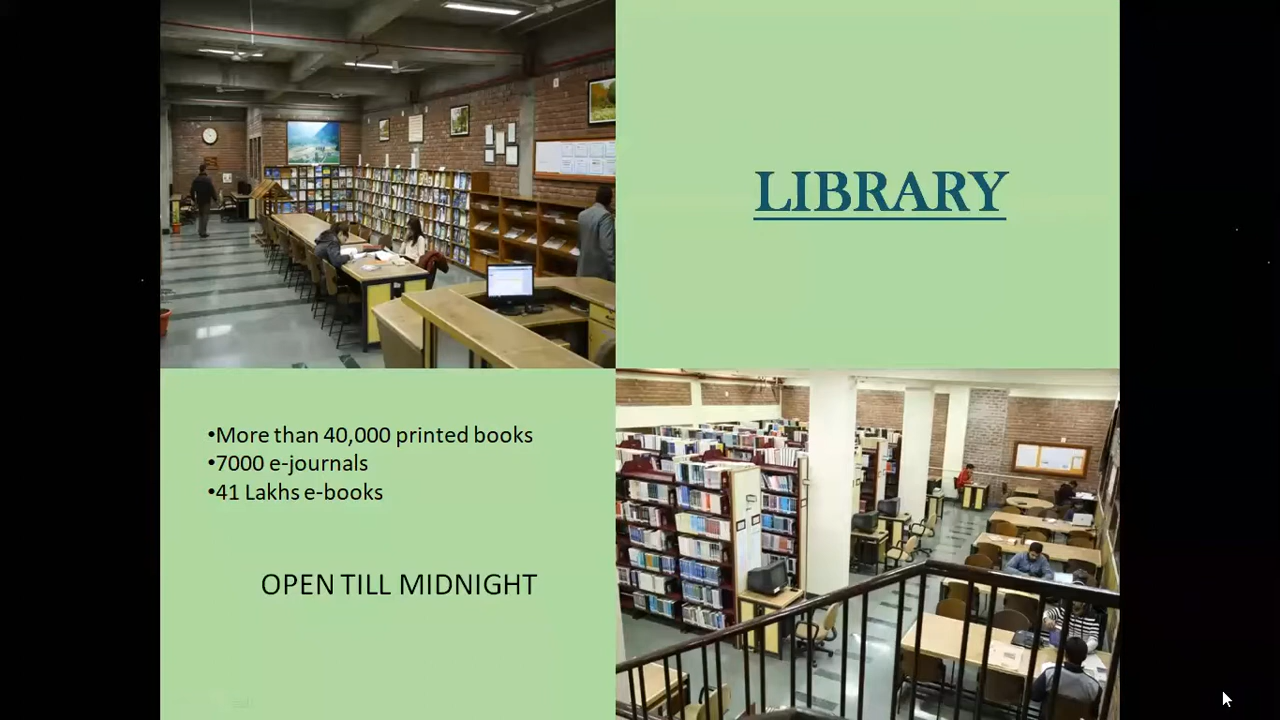 LIBRARY
•More than 40,000 printed books
•7000 e-journals
•41 Lakhs e-books
OPEN TILL MIDNIGHT